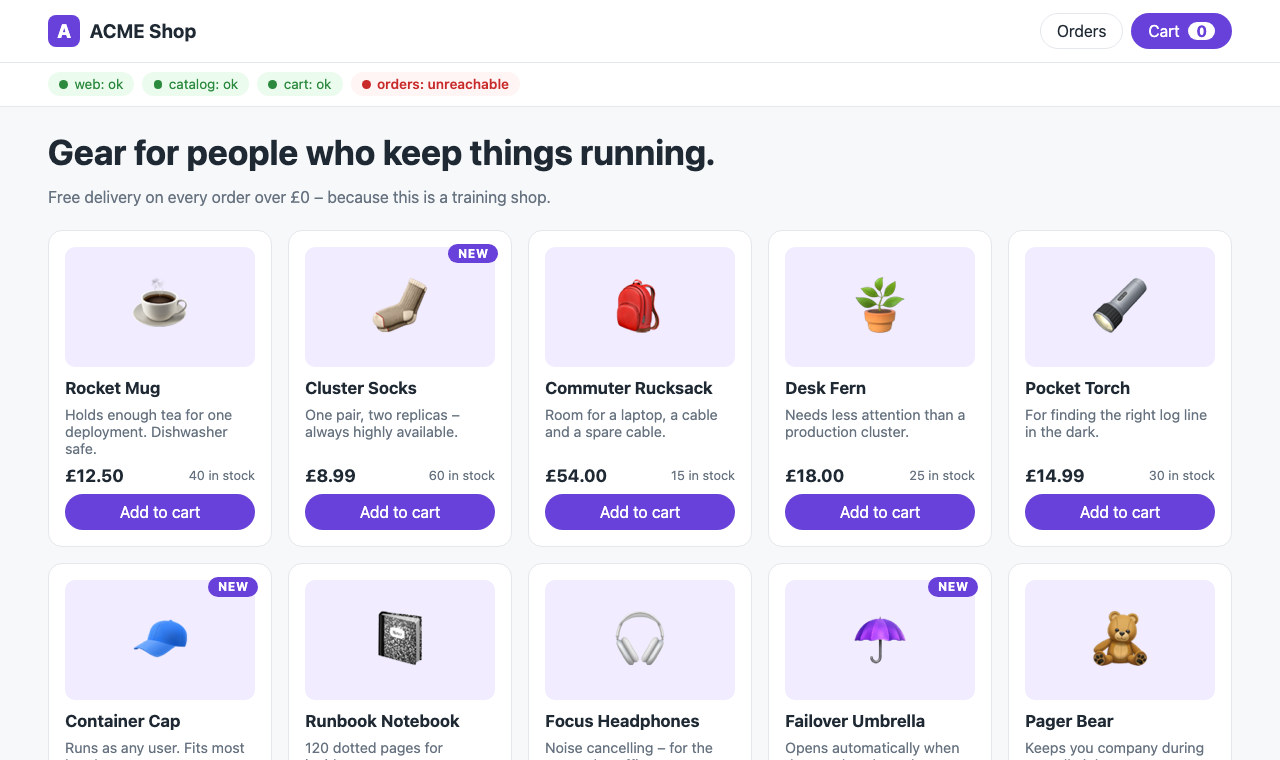 A ACME Shop
Orders
Cart 0
web: ok
catalog: ok
cart: ok
orders: unreachable
Gear for people who keep things running.
Free delivery on every order over £0 – because this is a training shop.
Rocket Mug
Holds enough tea for one
deployment. Dishwasher
safe.
£12.50
40 in stock
Add to cart
NEW
Cluster Socks
One pair, two replicas –
always highly available.
£8.99
60 in stock
Add to cart
Commuter Rucksack
Room for a laptop, a cable
and a spare cable.
£54.00
15 in stock
Add to cart
Desk Fern
Needs less attention than a
production cluster.
£18.00
25 in stock
Add to cart
Pocket Torch
For finding the right log line
in the dark.
£14.99
30 in stock
Add to cart
NEW
Container Cap
Runs as any user. Fits most
Runbook Notebook
120 dotted pages for
Focus Headphones
Noise cancelling – for the
NEW
Failover Umbrella
Opens automatically when
Pager Bear
Keeps you company during